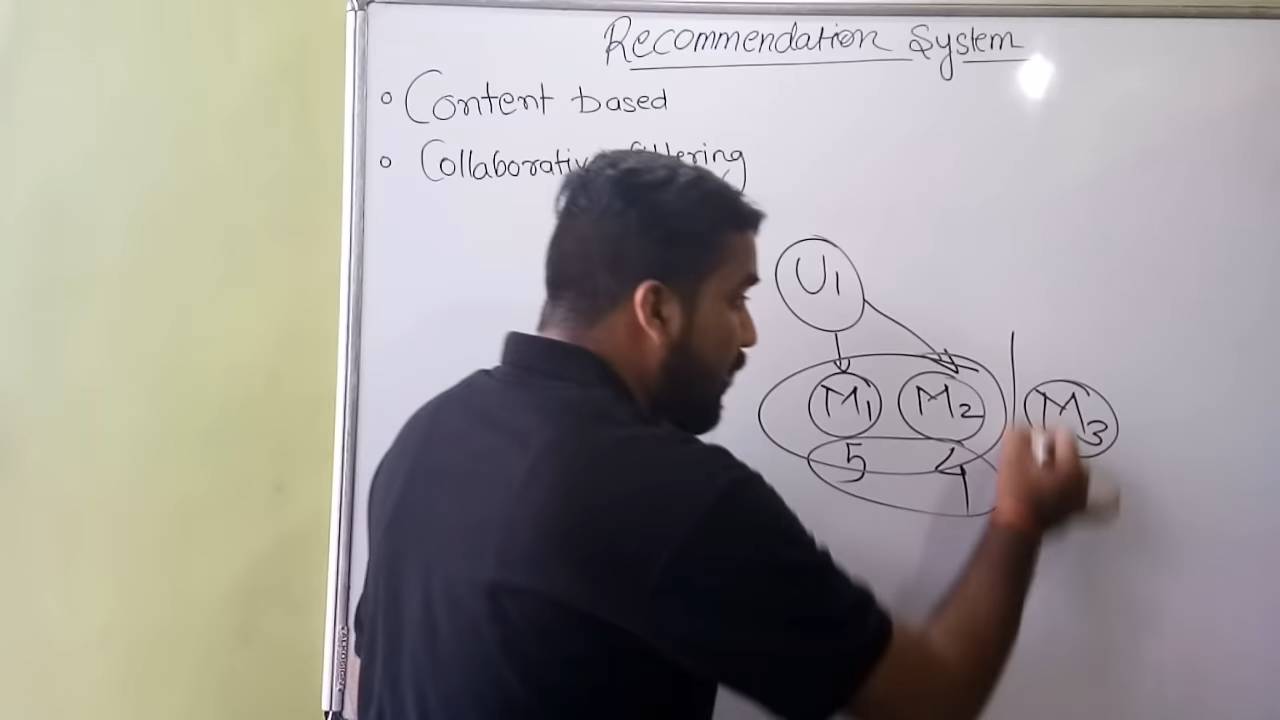 Recommendation System
Content based
Collaborative filtering
U1
M1 M2 M3
5 4